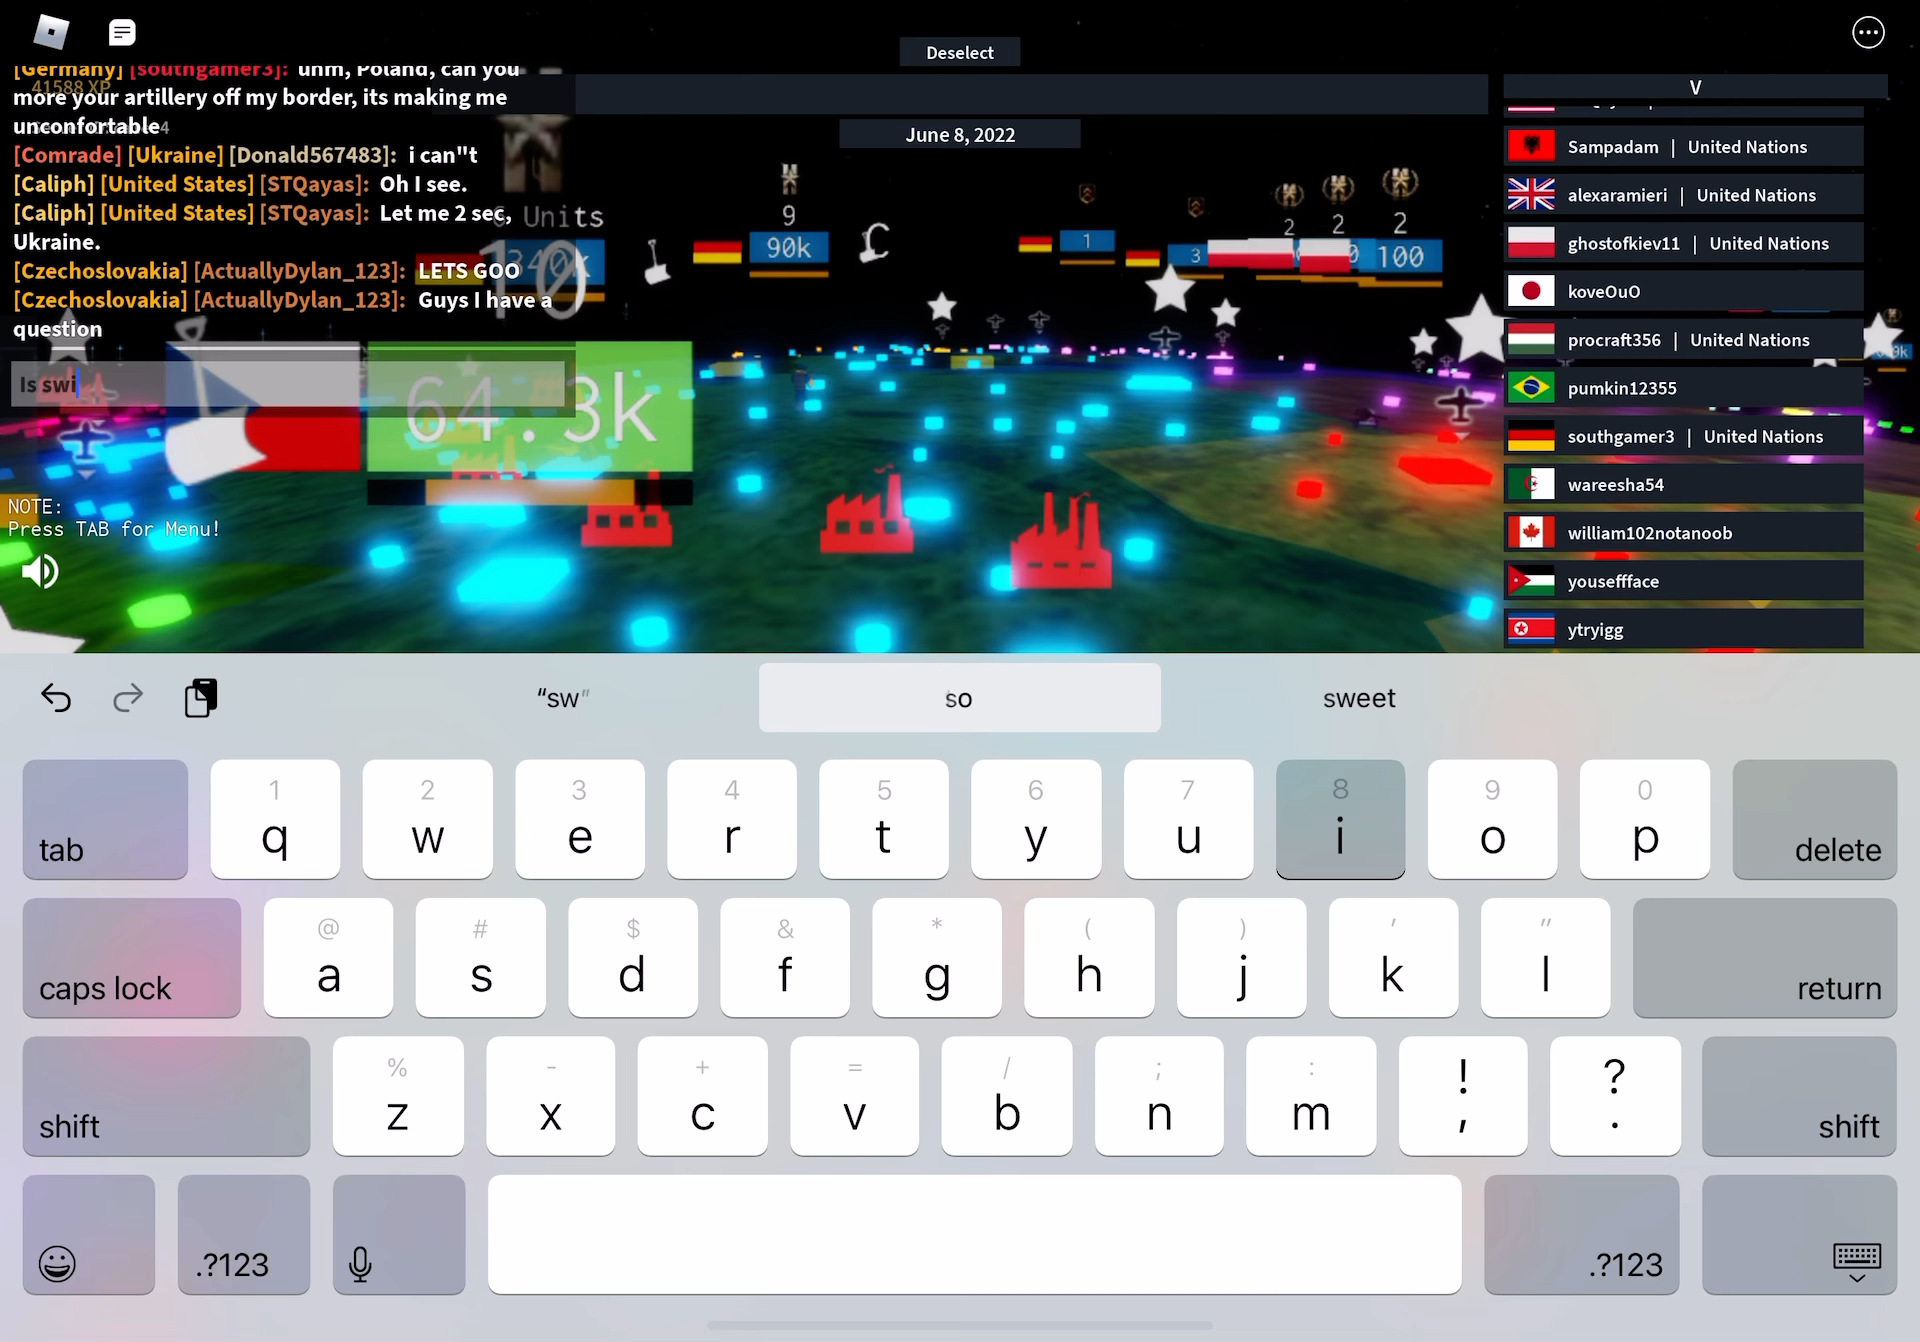 Deselect
[Germany] [southgamer3]: uhm, Poland, can you
more your artillery off my border, its making me
unconfortable
41588 XP
[Comrade] [Ukraine] [Donald567483]: i can"t
[Caliph] [United States] [STQayas]: Oh I see.
[Caliph] [United States] [STQayas]: Let me 2 sec,
Ukraine.
[Czechoslovakia] [ActuallyDylan_123]: LETS GOO
[Czechoslovakia] [ActuallyDylan_123]: Guys I have a
question
Is swi
NOTE:
Press TAB for Menu!
June 8, 2022
Units
10
340k
64.3k
9
90k
1
3
2
2
2
100
V
Sampadam | United Nations
alexaramieri | United Nations
ghostofkiev11 | United Nations
koveOuO
procraft356 | United Nations
pumkin12355
southgamer3 | United Nations
wareesha54
william102notanoob
youseffface
ytryigg
“sw”
so
sweet
tab
1 2 3 4 5 6 7 8 9 0
q w e r t y u i o p
delete
caps lock
@ # $ & * ( ) ' "
a s d f g h j k l
return
shift
% - + = / ; : ! ?
z x c v b n m , .
shift
.?123
.?123